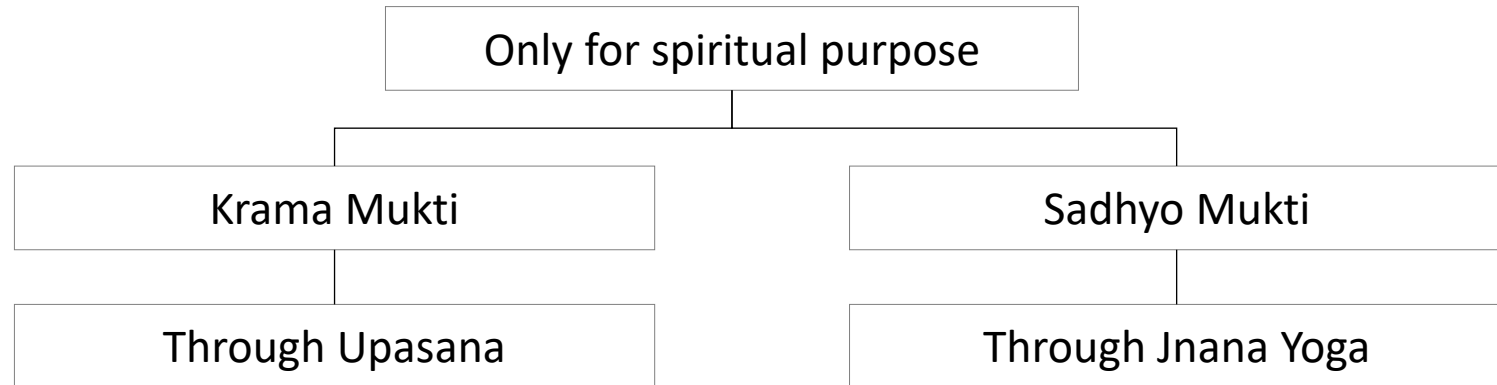 Only for spiritual purpose
Krama Mukti
Sadhyo Mukti
Through Upasana
Through Jnana Yoga